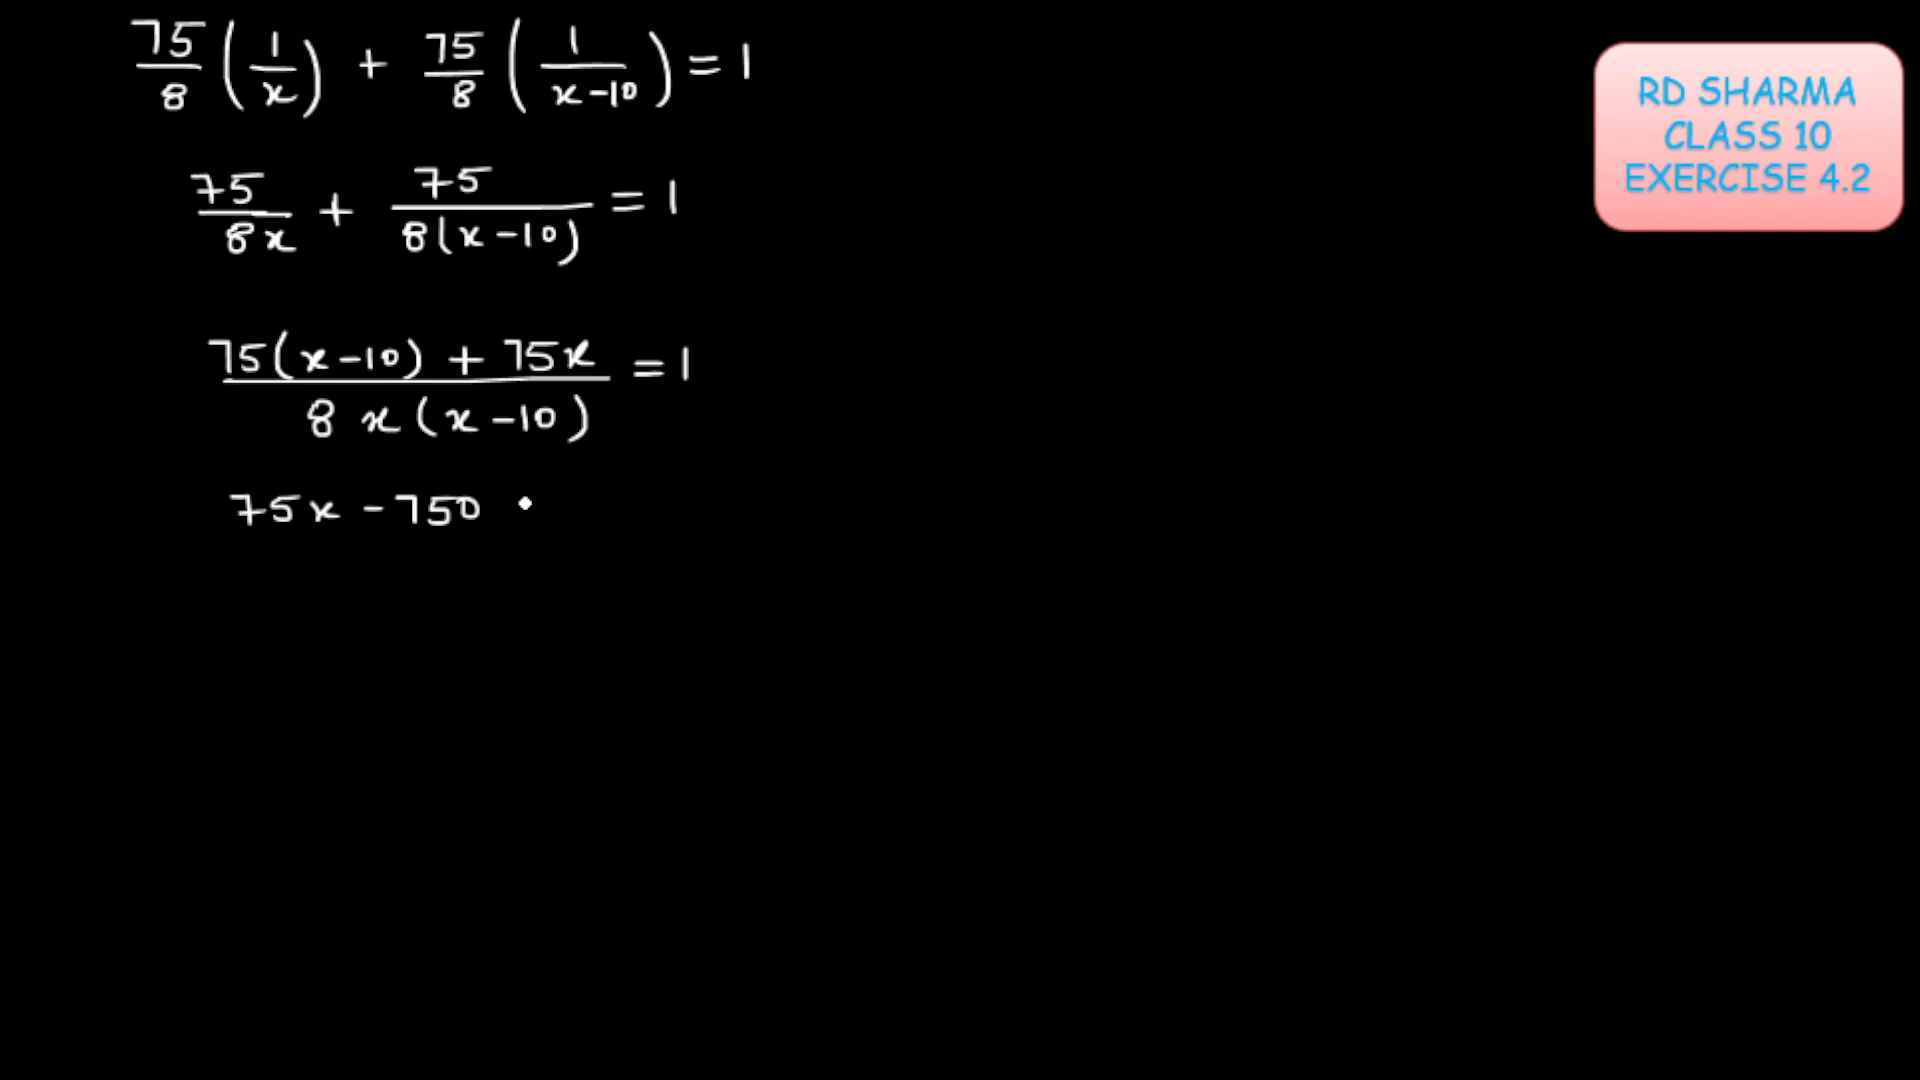 75/8 (1/x) + 75/8 (1/x-10) = 1
75/8x + 75/8(x-10) = 1
75(x-10) + 75x/8x(x-10) = 1
75x - 750
RD SHARMA
CLASS 10
EXERCISE 4.2